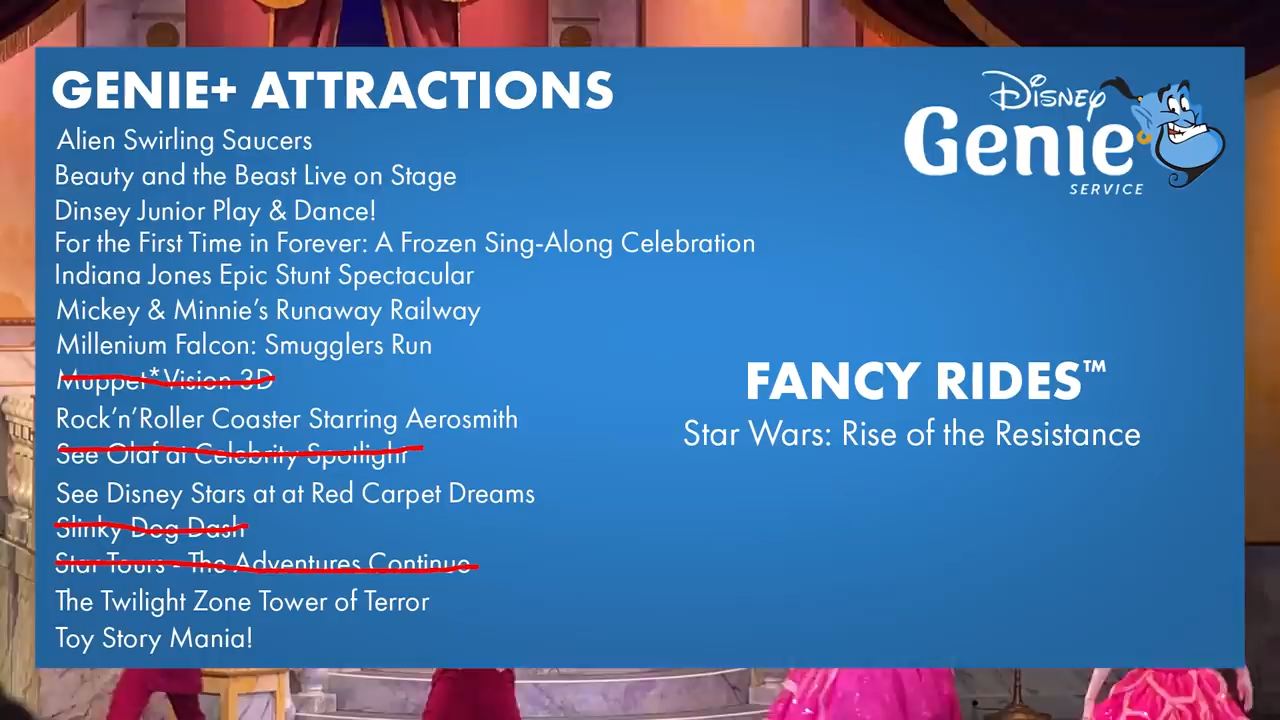 GENIE+ ATTRACTIONS
Alien Swirling Saucers
Beauty and the Beast Live on Stage
Dinsey Junior Play & Dance!
For the First Time in Forever: A Frozen Sing-Along Celebration
Indiana Jones Epic Stunt Spectacular
Mickey & Minnie’s Runaway Railway
Millenium Falcon: Smugglers Run
Muppet*Vision 3D
Rock’n’Roller Coaster Starring Aerosmith
See Olaf at Celebrity Spotlight
See Disney Stars at at Red Carpet Dreams
Slinky Dog Dash
Star Tours - The Adventures Continue
The Twilight Zone Tower of Terror
Toy Story Mania!
Disney
Genie
SERVICE
FANCY RIDES™
Star Wars: Rise of the Resistance